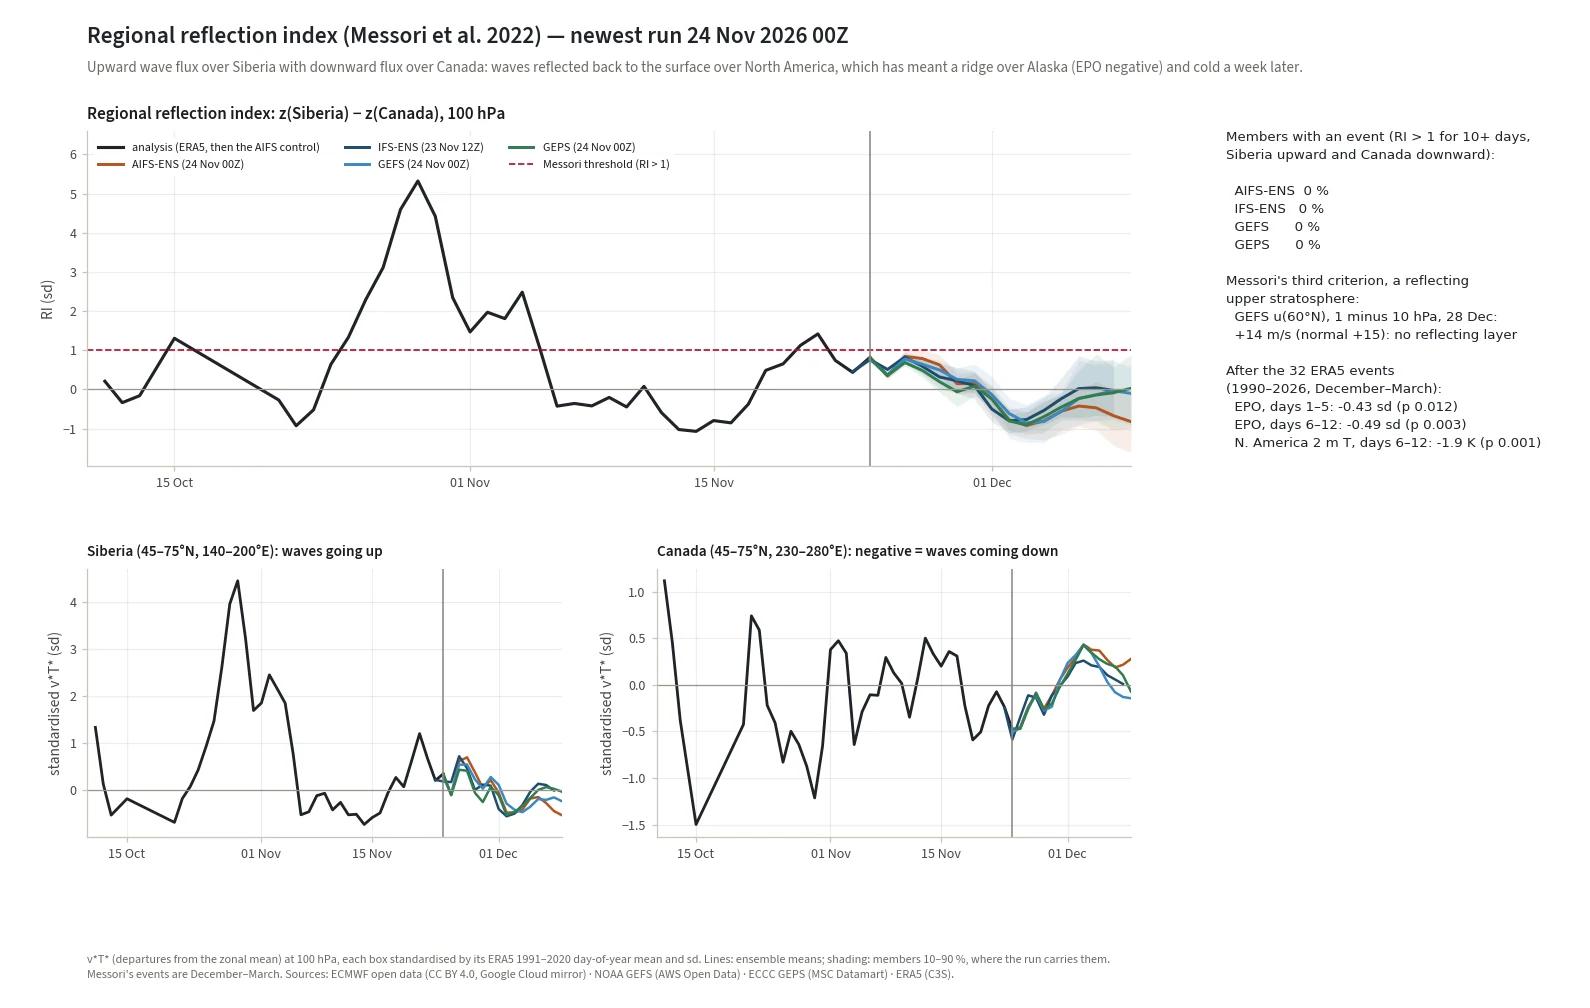 Regional reflection index (Messori et al. 2022) — newest run 24 Nov 2026 00Z
Upward wave flux over Siberia with downward flux over Canada: waves reflected back to the surface over North America, which has meant a ridge over Alaska (EPO negative) and cold a week later.
Regional reflection index: z(Siberia) − z(Canada), 100 hPa
analysis (ERA5, then the AIFS control)
AIFS-ENS (24 Nov 00Z)
IFS-ENS (23 Nov 12Z)
GEFS (24 Nov 00Z)
GEPS (24 Nov 00Z)
Messori threshold (RI > 1)
RI (sd)
6
5
4
3
2
1
0
−1
15 Oct
01 Nov
15 Nov
01 Dec
Members with an event (RI > 1 for 10+ days,
Siberia upward and Canada downward):
AIFS-ENS 0 %
IFS-ENS 0 %
GEFS 0 %
GEPS 0 %
Messori's third criterion, a reflecting
upper stratosphere:
GEFS u(60°N), 1 minus 10 hPa, 28 Dec:
+14 m/s (normal +15): no reflecting layer
After the 32 ERA5 events
(1990–2026, December–March):
EPO, days 1–5: -0.43 sd (p 0.012)
EPO, days 6–12: -0.49 sd (p 0.003)
N. America 2 m T, days 6–12: -1.9 K (p 0.001)
Siberia (45–75°N, 140–200°E): waves going up
standardised v*T* (sd)
4
3
2
1
0
15 Oct
01 Nov
15 Nov
01 Dec
Canada (45–75°N, 230–280°E): negative = waves coming down
standardised v*T* (sd)
1.0
0.5
0.0
−0.5
−1.0
−1.5
15 Oct
01 Nov
15 Nov
01 Dec
v*T* (departures from the zonal mean) at 100 hPa, each box standardised by its ERA5 1991–2020 day-of-year mean and sd. Lines: ensemble means; shading: members 10–90 %, where the run carries them.
Messori's events are December–March. Sources: ECMWF open data (CC BY 4.0, Google Cloud mirror) · NOAA GEFS (AWS Open Data) · ECCC GEPS (MSC Datamart) · ERA5 (C3S).